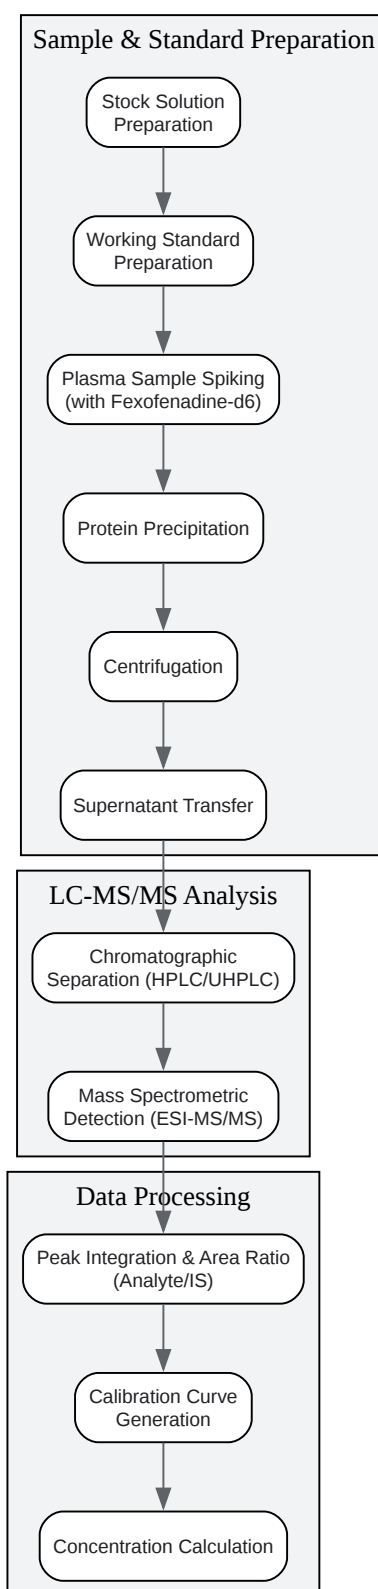 Sample & Standard Preparation
Stock Solution
Preparation
Working Standard
Preparation
Plasma Sample Spiking
(with Fexofenadine-d6)
Protein Precipitation
Centrifugation
Supernatant Transfer
LC-MS/MS Analysis
Chromatographic
Separation (HPLC/UHPLC)
Mass Spectrometric
Detection (ESI-MS/MS)
Data Processing
Peak Integration & Area Ratio
(Analyte/IS)
Calibration Curve
Generation
Concentration Calculation